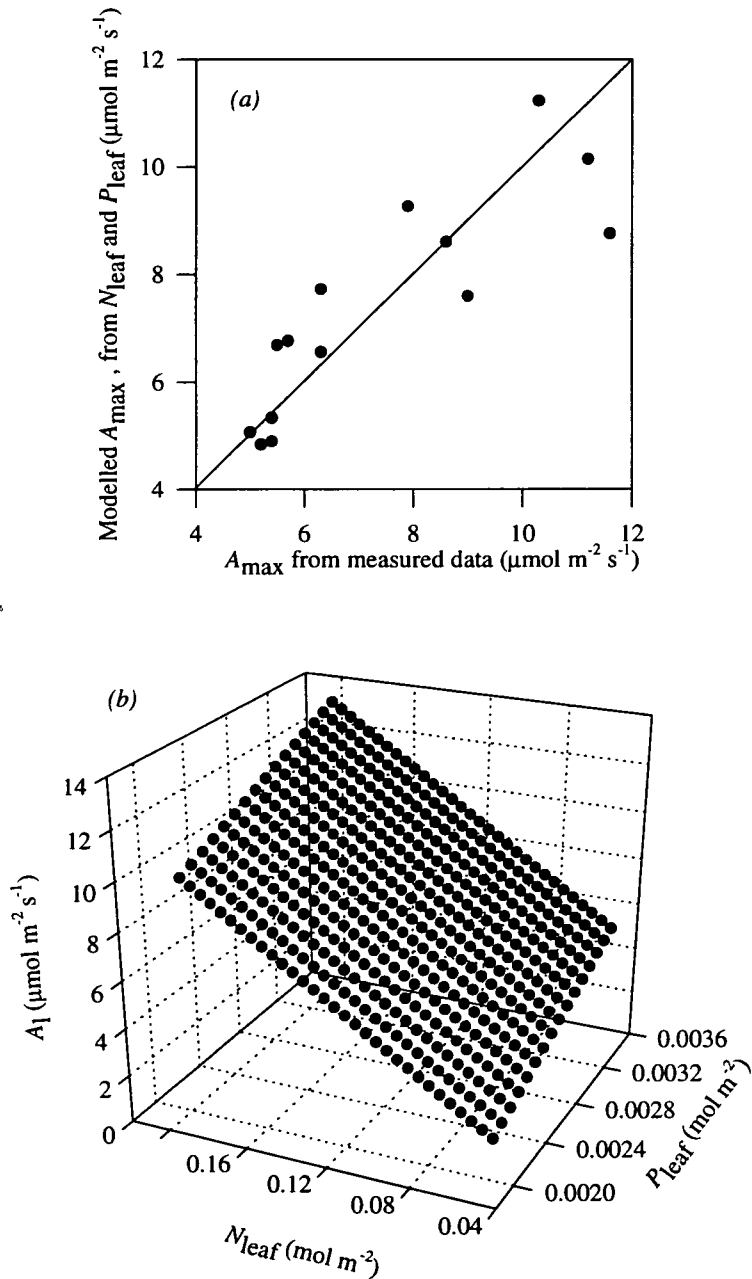 Modelled Amax , from Nleaf and Pleaf (μmol m-2 s-1)
(a)
12
10
8
6
4
4 6 8 10 12
Amax from measured data (μmol m-2 s-1)
(b)
14
12
10
8
6
4
2
0
Al (μmol m-2 s-1)
0.16
0.12
0.08
0.04
Nleaf (mol m-2)
0.0036
0.0032
0.0028
0.0024
0.0020
Pleaf (mol m-2)